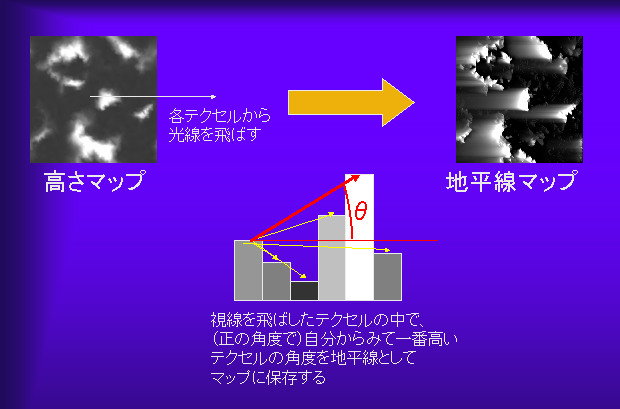 各テクセルから
光線を飛ばす
高さマップ
地平線マップ
θ
視線を飛ばしたテクセルの中で、
(正の角度で)自分からみて一番高い
テクセルの角度を地平線として
マップに保存する